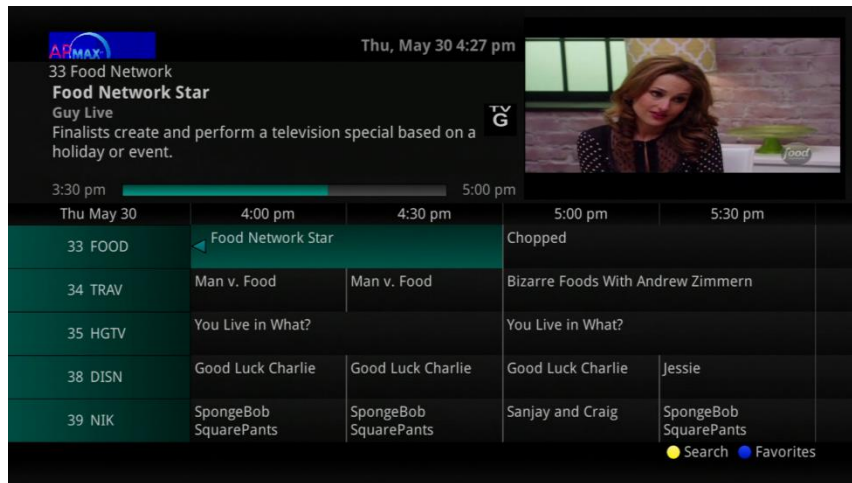 APMAX
Thu, May 30 4:27 pm
33 Food Network
Food Network Star
Guy Live
TV
G
Finalists create and perform a television special based on a
holiday or event.
food
3:30 pm 5:00 pm
Thu May 30 4:00 pm 4:30 pm 5:00 pm 5:30 pm
33 FOOD Food Network Star Chopped
34 TRAV Man v. Food Man v. Food Bizarre Foods With Andrew Zimmern
35 HGTV You Live in What? You Live in What?
38 DISN Good Luck Charlie Good Luck Charlie Good Luck Charlie Jessie
39 NIK SpongeBob SpongeBob Sanjay and Craig SpongeBob
SquarePants SquarePants SquarePants
Search Favorites